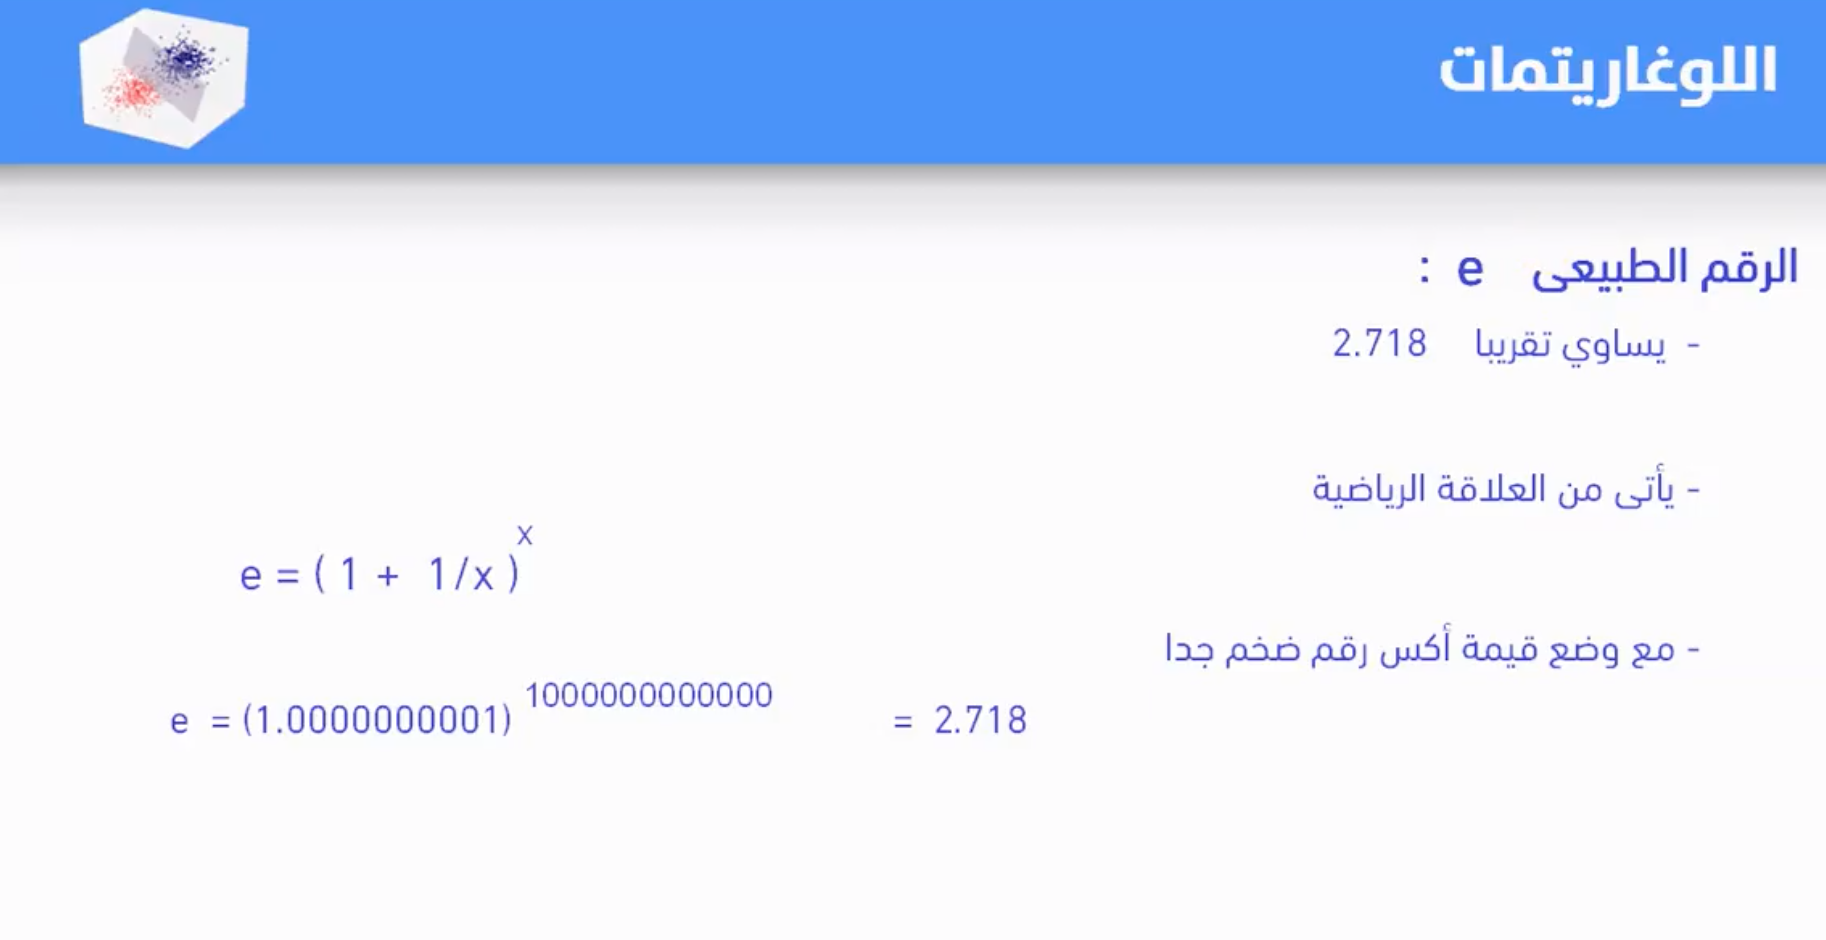 اللوغاريتمات
الرقم الطبيعى e :
- يساوي تقريبا 2.718
- يأتى من العلاقة الرياضية
e = ( 1 + 1/x )^x
- مع وضع قيمة أكس رقم ضخم جدا
e = (1.0000000001)^1000000000000 = 2.718